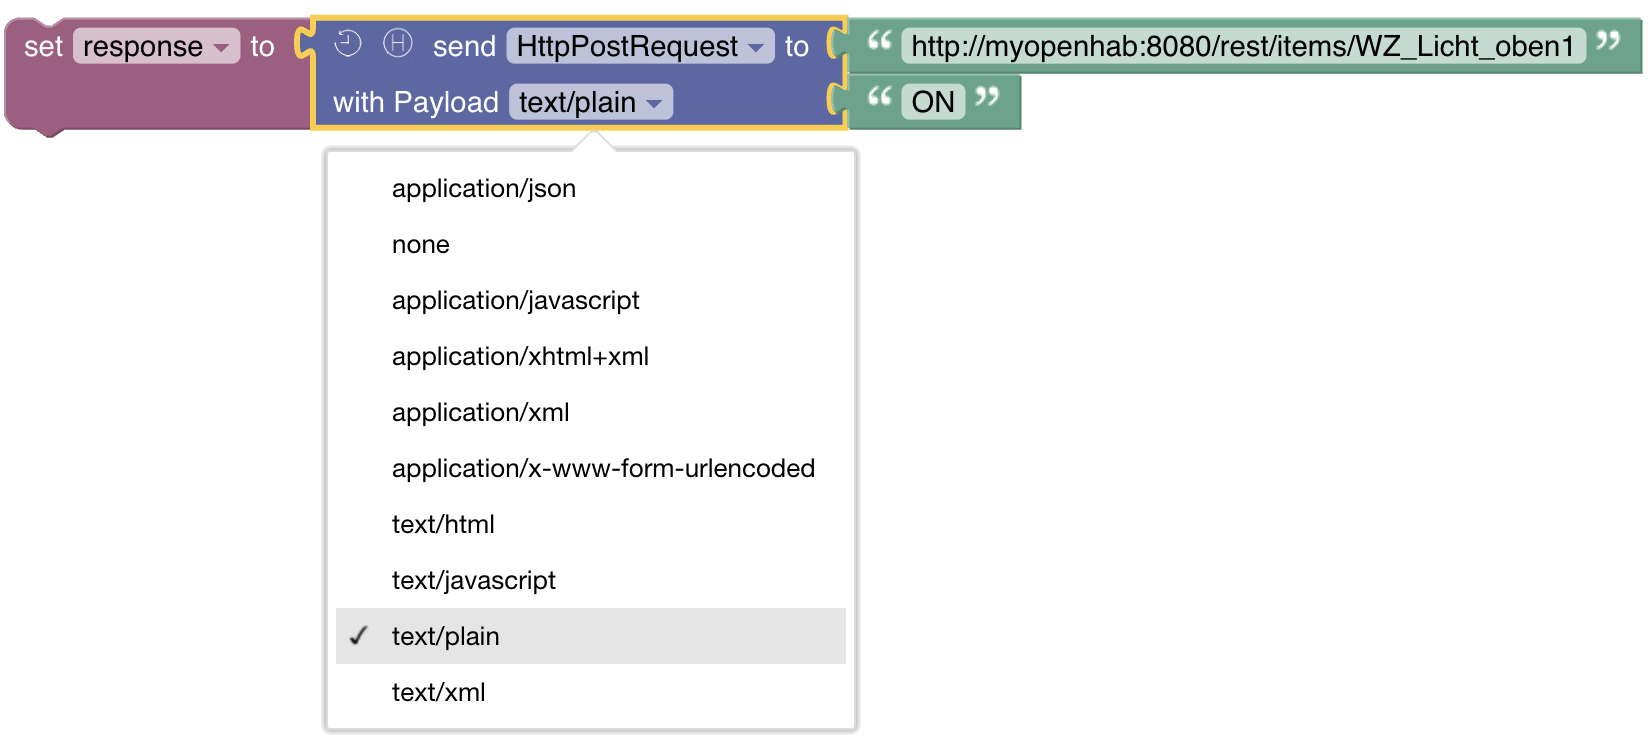 set response to H send HttpPostRequest to “ http://myopenhab:8080/rest/items/WZ_Licht_oben1 ”
with Payload text/plain “ ON ”
application/json
none
application/javascript
application/xhtml+xml
application/xml
application/x-www-form-urlencoded
text/html
text/javascript
✓ text/plain
text/xml